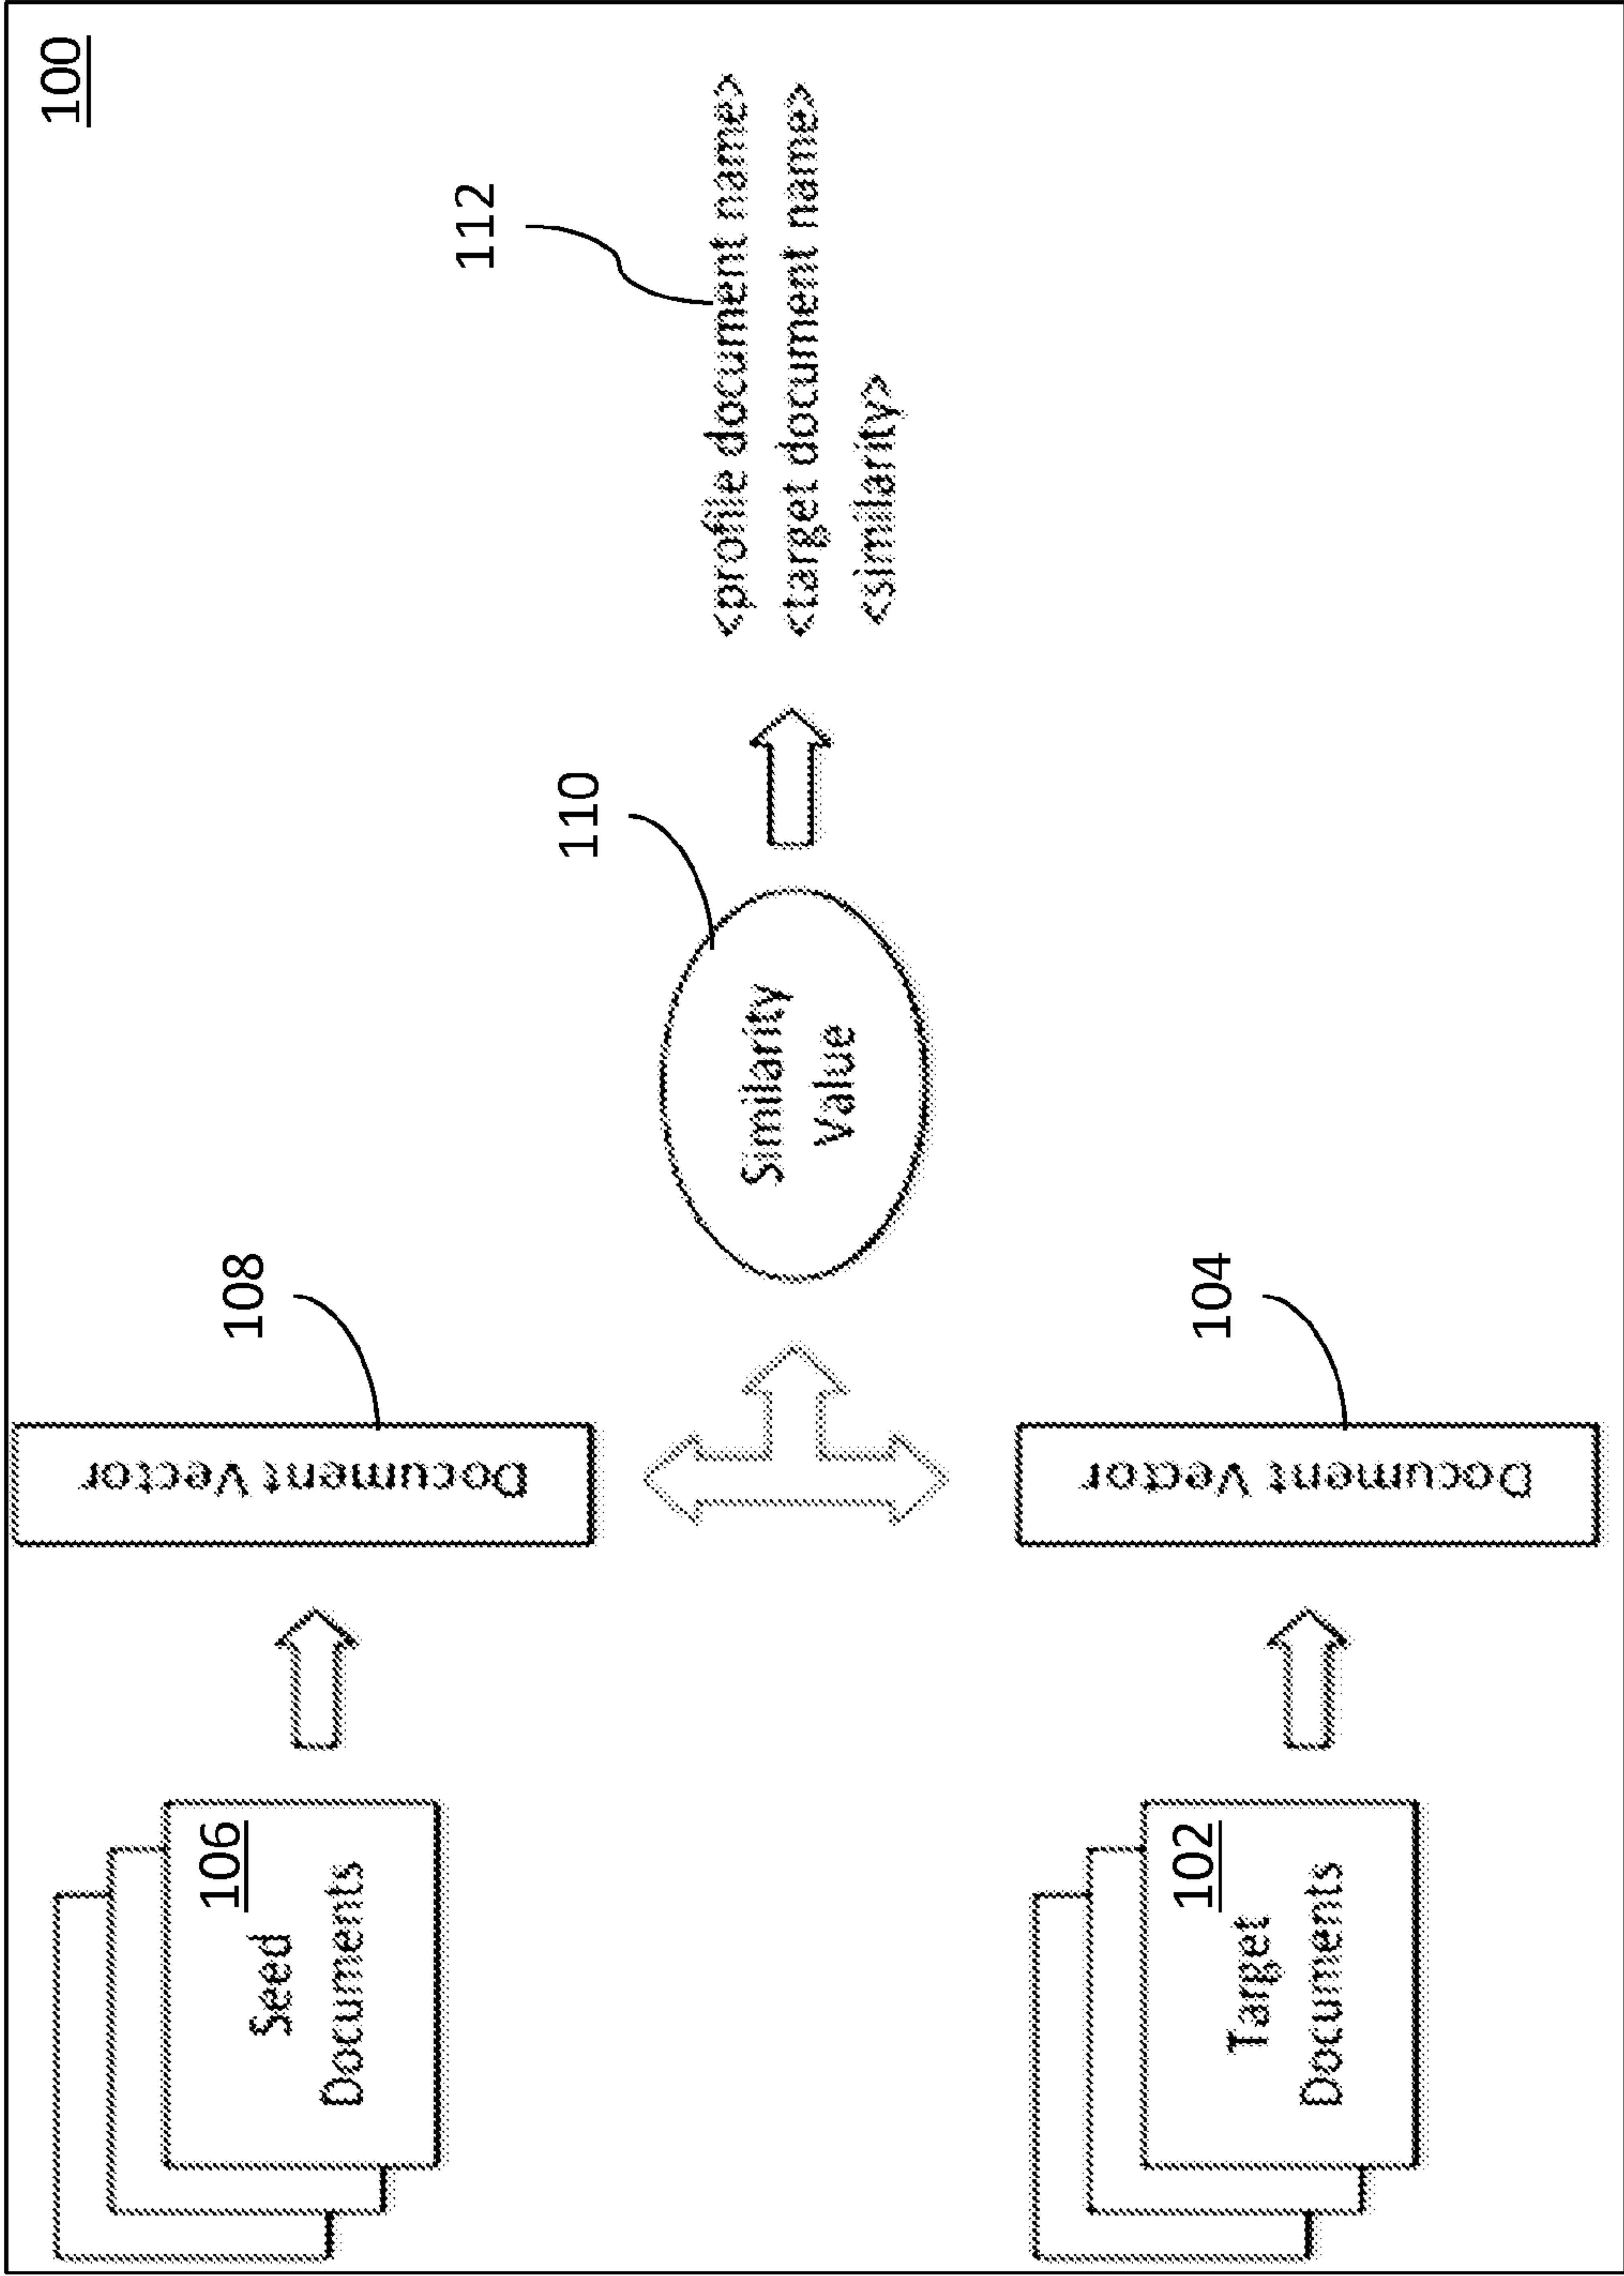 100
106
Seed
Documents
Document Vector
108
102
Target
Documents
Document Vector
104
Similarity
Value
110
112
<profile document name>
<target document name>
<similarity>